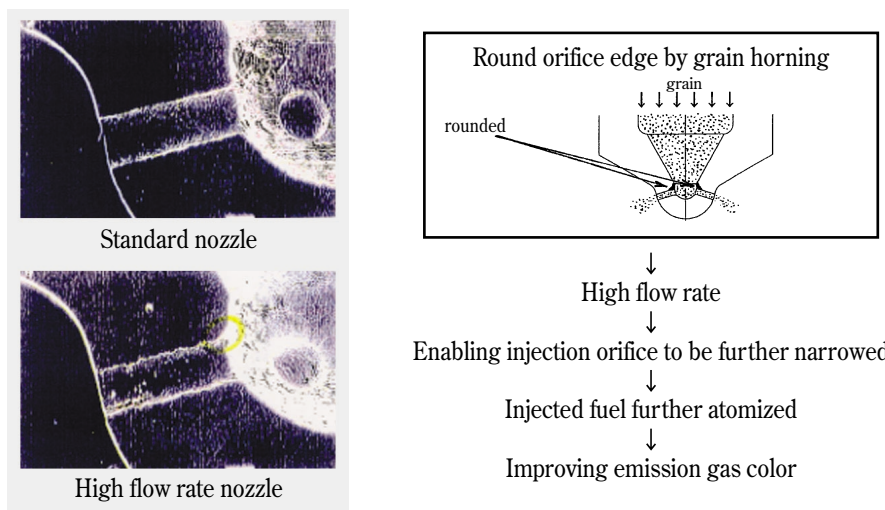 Standard nozzle
High flow rate nozzle
Round orifice edge by grain horning
grain
rounded
High flow rate
Enabling injection orifice to be further narrowed
Injected fuel further atomized
Improving emission gas color